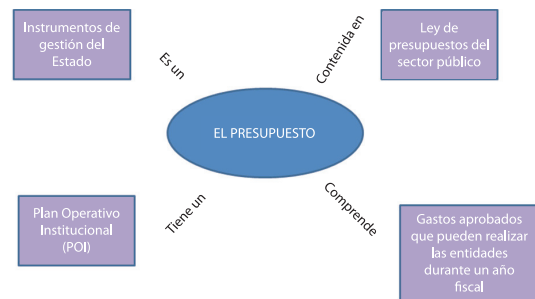 Instrumentos de
gestión del
Estado
Es un
Contenida en
Ley de
presupuestos del
sector público
EL PRESUPUESTO
Plan Operativo
Institucional
(POI)
Tiene un
Comprende
Gastos aprobados
que pueden realizar
las entidades
durante un año
fiscal